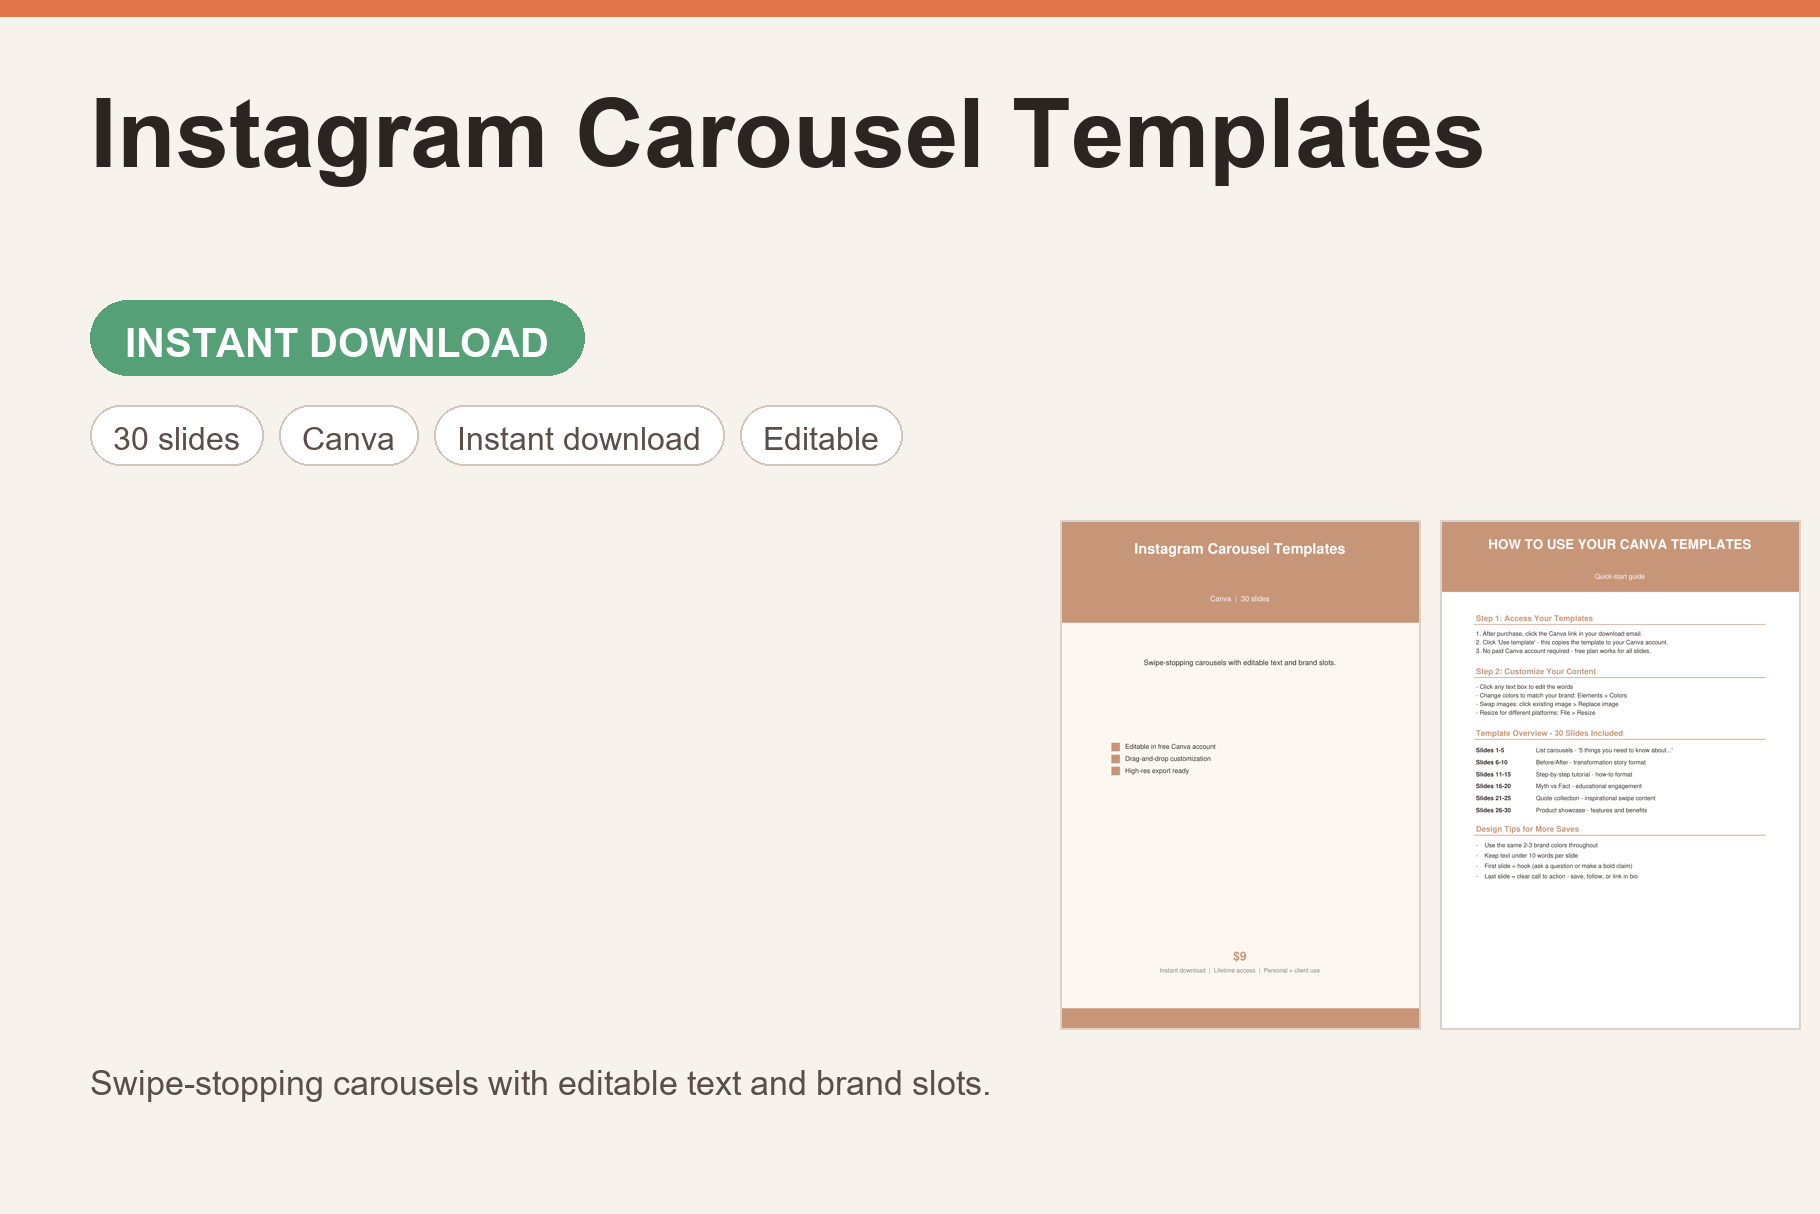 Instagram Carousel Templates
INSTANT DOWNLOAD
30 slides
Canva
Instant download
Editable
Instagram Carousel Templates
Canva | 30 slides
Swipe-stopping carousels with editable text and brand slots.
Editable in free Canva account
Drag-and-drop customization
High-res export ready
$9
Instant download | Lifetime access | Personal + client use
HOW TO USE YOUR CANVA TEMPLATES
Quick-start guide
Step 1: Access Your Templates
1. After purchase, click the Canva link in your download email.
2. Click 'Use template' - this copies the template to your Canva account.
3. No paid Canva account required - free plan works for all slides.
Step 2: Customize Your Content
- Click any text box to edit the words
- Change colors to match your brand: Elements > Colors
- Swap images: click existing image > Replace image
- Resize for different platforms: File > Resize
Template Overview - 30 Slides Included
Slides 1-5 List carousels - '5 things you need to know about...'
Slides 6-10 Before/After - transformation story format
Slides 11-15 Step-by-step tutorial - how-to format
Slides 16-20 Myth vs Fact - educational engagement
Slides 21-25 Quote collection - inspirational swipe content
Slides 26-30 Product showcase - features and benefits
Design Tips for More Saves
- Use the same 2-3 brand colors throughout
- Keep text under 10 words per slide
- First slide = hook (ask a question or make a bold claim)
- Last slide = clear call to action - save, follow, or link in bio
Swipe-stopping carousels with editable text and brand slots.